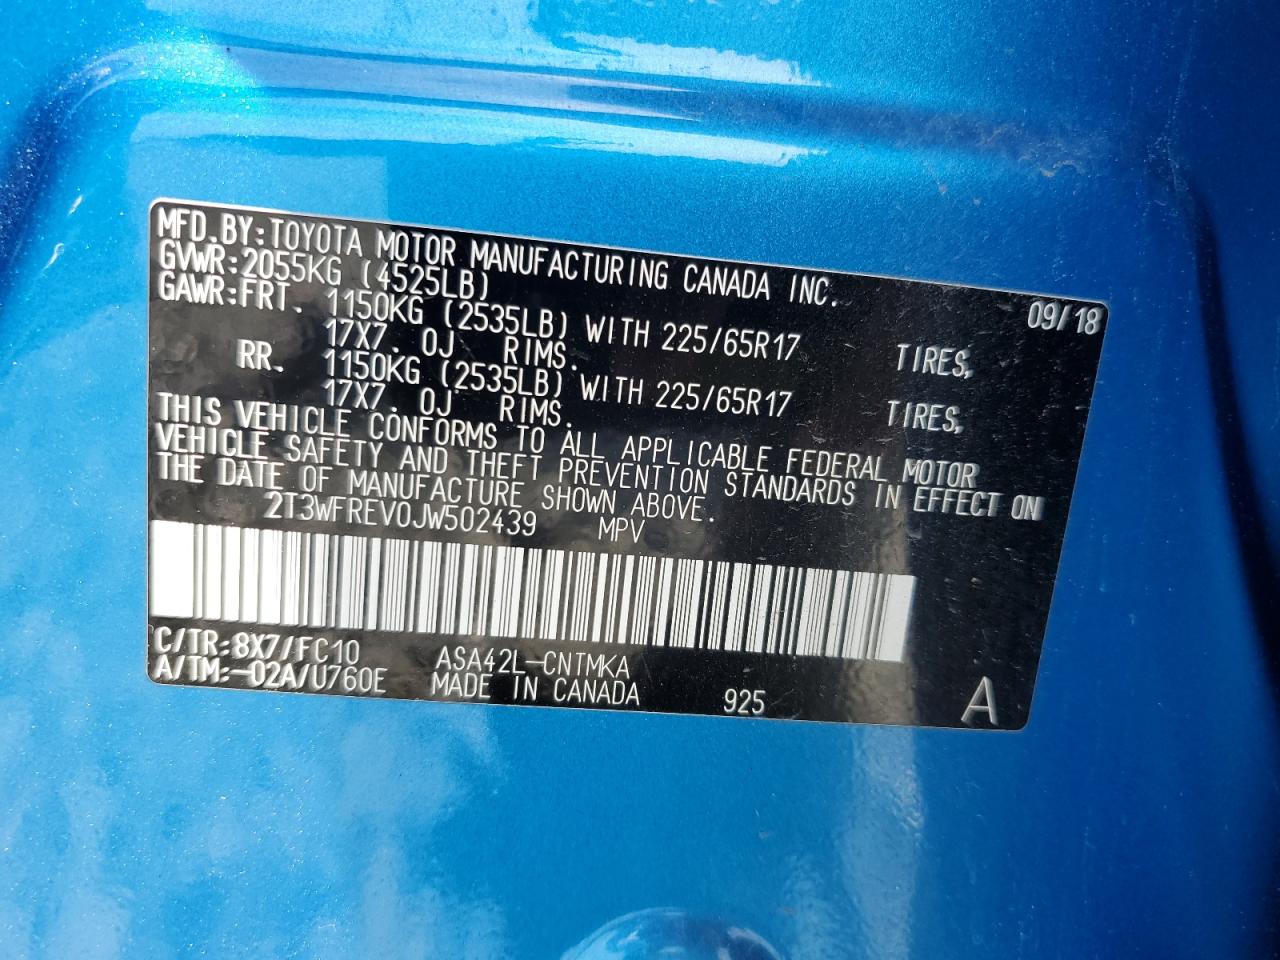 MFD.BY:TOYOTA MOTOR MANUFACTURING CANADA INC.
GVWR:2055KG (4525LB) 09/18
GAWR:FRT. 1150KG (2535LB) WITH 225/65R17 TIRES,
17X7.0J RIMS.
RR. 1150KG (2535LB) WITH 225/65R17 TIRES,
17X7.0J RIMS.
THIS VEHICLE CONFORMS TO ALL APPLICABLE FEDERAL MOTOR
VEHICLE SAFETY AND THEFT PREVENTION STANDARDS IN EFFECT ON
THE DATE OF MANUFACTURE SHOWN ABOVE.
2T3WFREV0JW502439 MPV
C/TR:8X7/FC10 ASA42L-CNTMKA
A/TM:-02A/U760E MADE IN CANADA 925 A